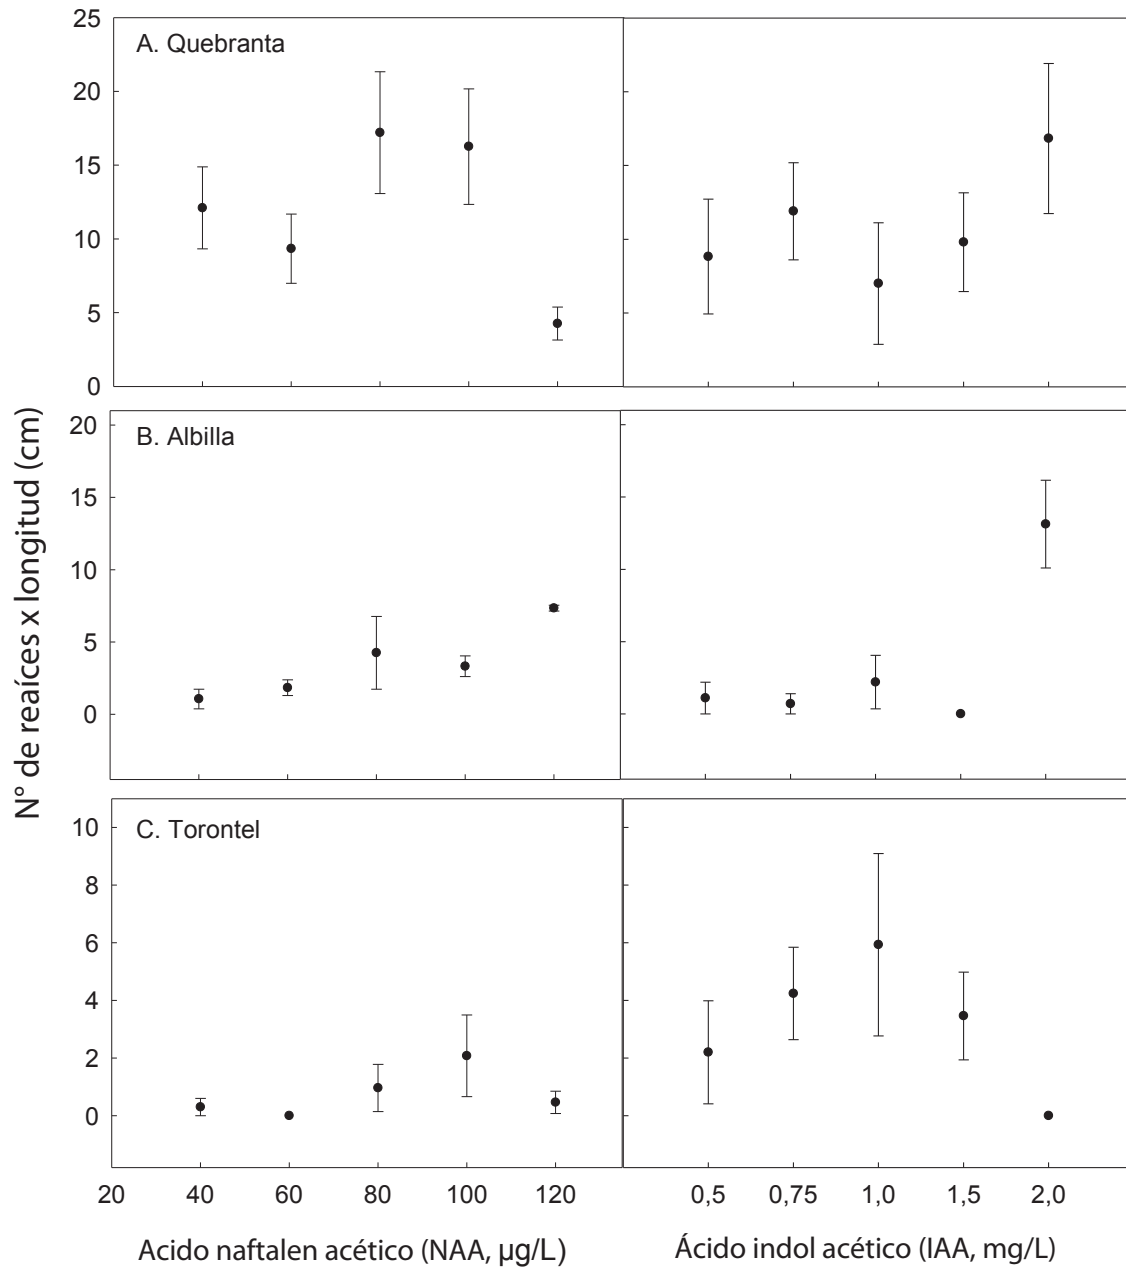 N° de reaíces x longitud (cm)
A. Quebranta
25
20
15
10
5
0
B. Albilla
20
15
10
5
0
C. Torontel
10
8
6
4
2
0
20 40 60 80 100 120
0,5 0,75 1,0 1,5 2,0
Acido naftalen acético (NAA, µg/L)
Ácido indol acético (IAA, mg/L)